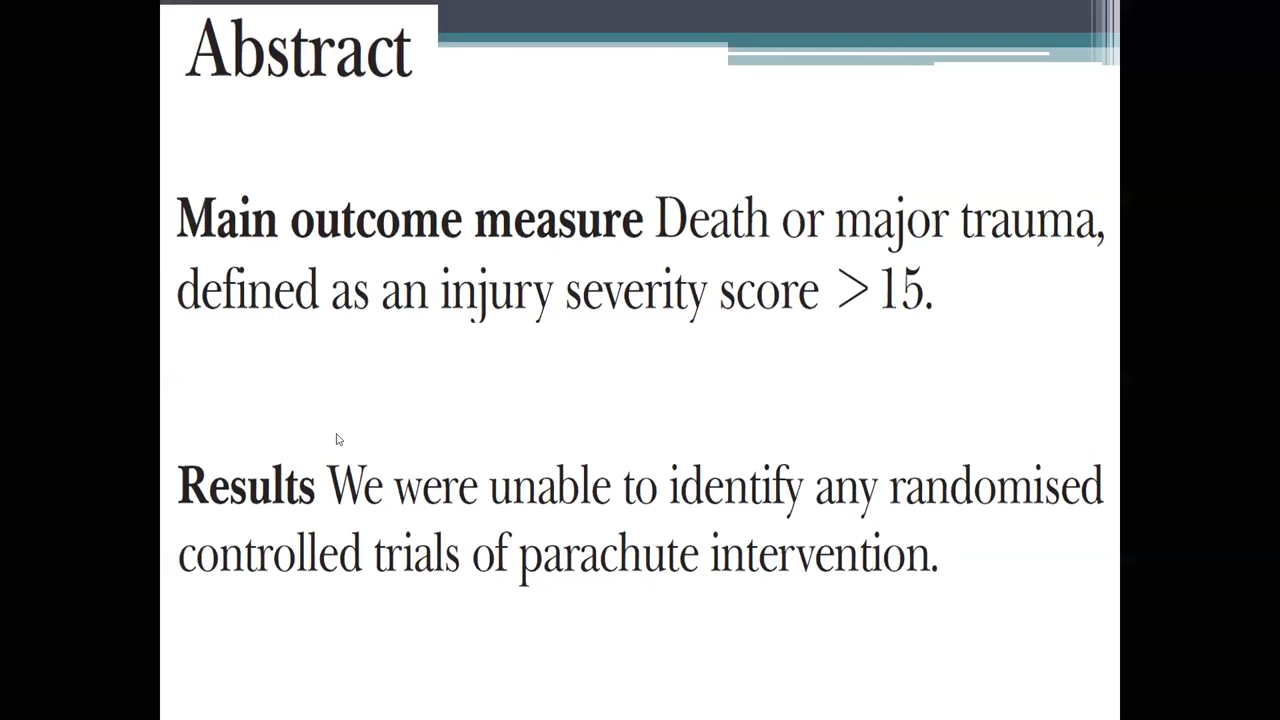 Abstract
Main outcome measure Death or major trauma,
defined as an injury severity score >15.
Results We were unable to identify any randomised
controlled trials of parachute intervention.